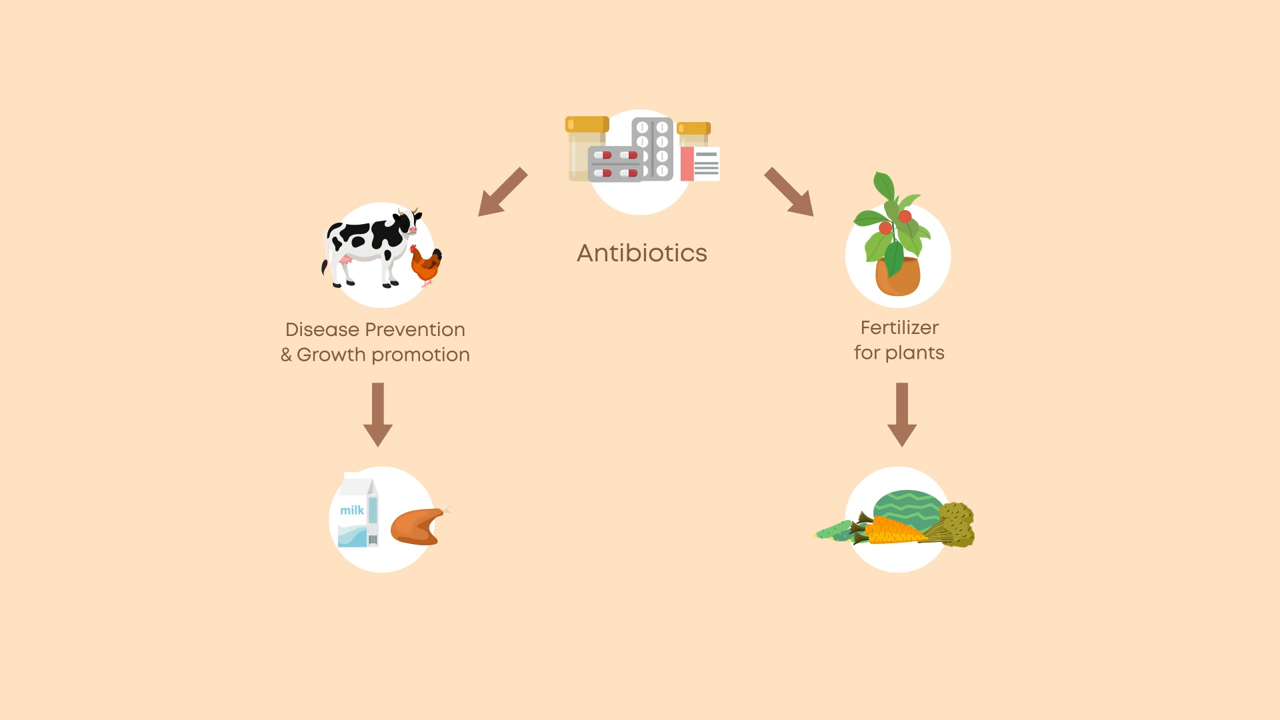 Antibiotics
Disease Prevention
& Growth promotion
Fertilizer
for plants
milk